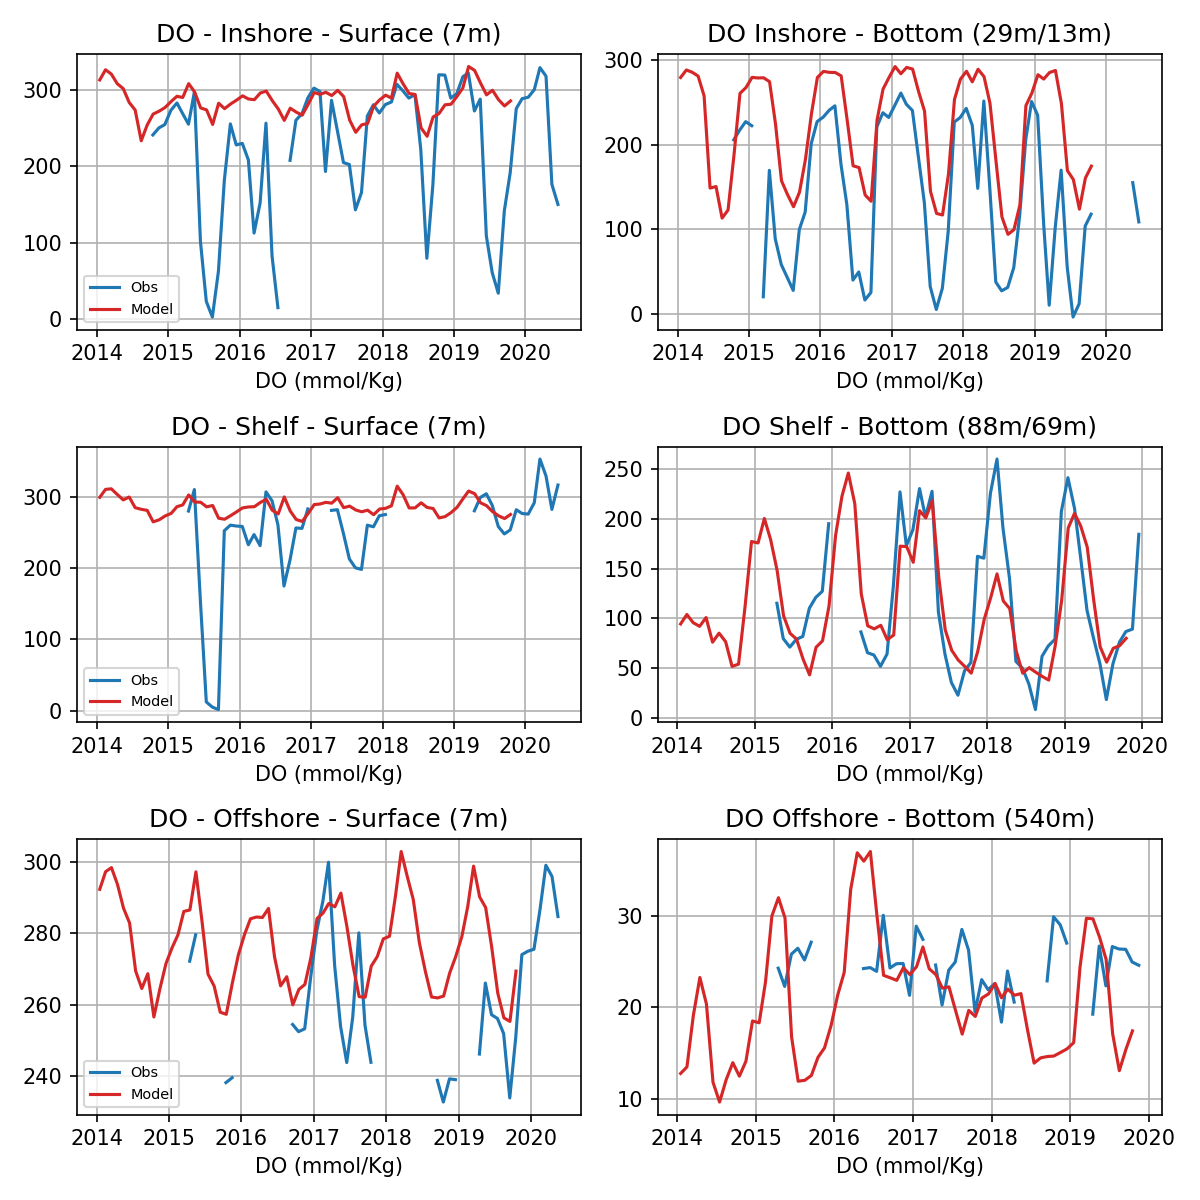 DO - Inshore - Surface (7m)
300
200
100
0
Obs
Model
2014 2015 2016 2017 2018 2019 2020
DO (mmol/Kg)
DO Inshore - Bottom (29m/13m)
300
200
100
0
2014 2015 2016 2017 2018 2019 2020
DO (mmol/Kg)
DO - Shelf - Surface (7m)
300
200
100
0
Obs
Model
2014 2015 2016 2017 2018 2019 2020
DO (mmol/Kg)
DO Shelf - Bottom (88m/69m)
250
200
150
100
50
0
2014 2015 2016 2017 2018 2019 2020
DO (mmol/Kg)
DO - Offshore - Surface (7m)
300
280
260
240
Obs
Model
2014 2015 2016 2017 2018 2019 2020
DO (mmol/Kg)
DO Offshore - Bottom (540m)
30
20
10
2014 2015 2016 2017 2018 2019 2020
DO (mmol/Kg)